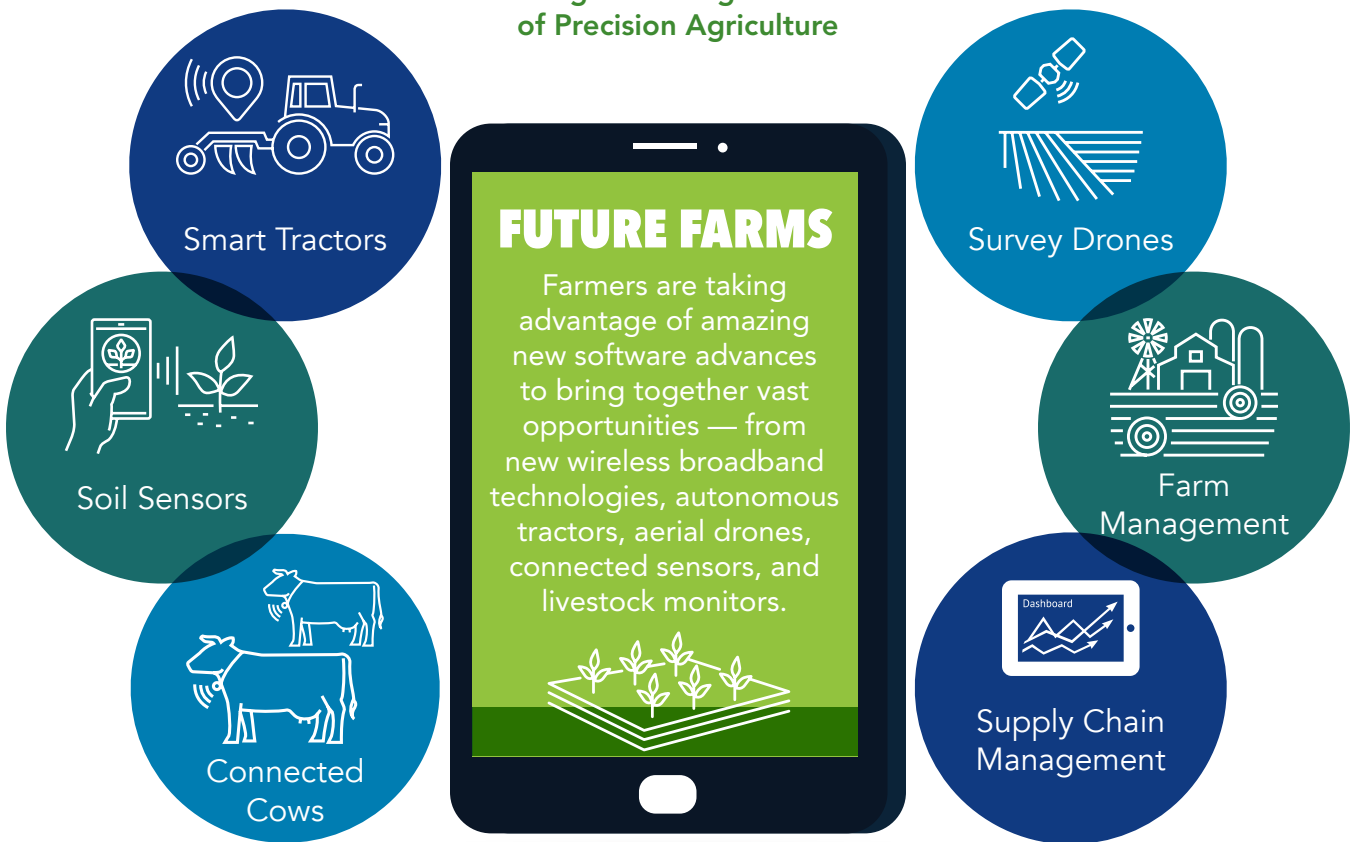 of Precision Agriculture
Smart Tractors
Soil Sensors
Connected
Cows
FUTURE FARMS
Farmers are taking
advantage of amazing
new software advances
to bring together vast
opportunities — from
new wireless broadband
technologies, autonomous
tractors, aerial drones,
connected sensors, and
livestock monitors.
Survey Drones
Farm
Management
Dashboard
Supply Chain
Management